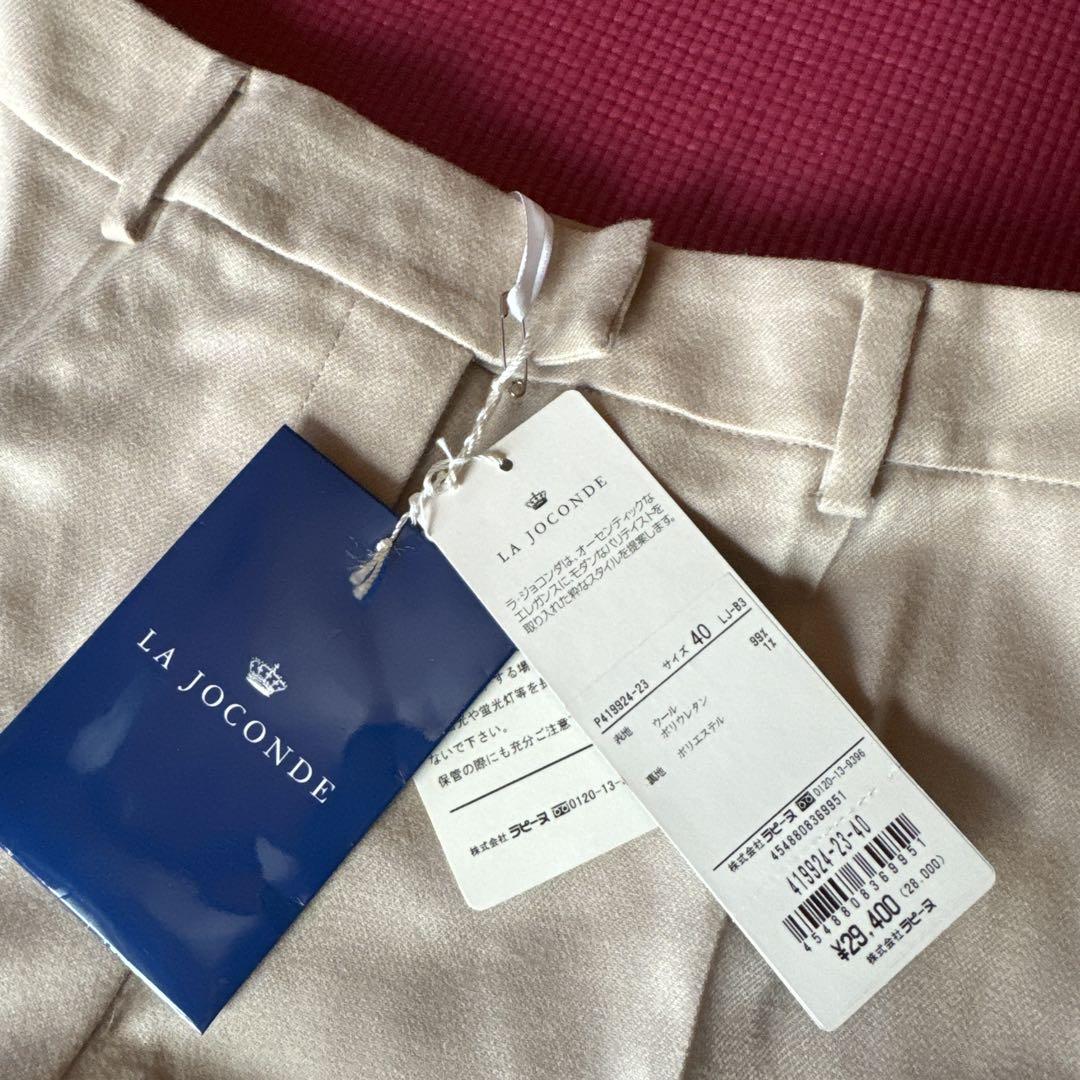 LA JOCONDE
LA JOCONDE
ラ・ジョコンダは、オーセンティックな
エレガンスに、モダンなバリテイストを
取り入れた粋なスタイルを提案します。
P419924-23 サイズ 40 LJ-B3
表地 ウール 99%
ポリウレタン 1%
裏地 ポリエステル
株式会社 ラピーヌ 0120-13-9396
4548808369951
419924-23-40
4548808369951
¥29,400 (28,000)
株式会社 ラピーヌ
する場
光や蛍光灯等を
ないで下さい。
保管の際にも充分ご注意
株式会社 ラピーヌ 0120-13-